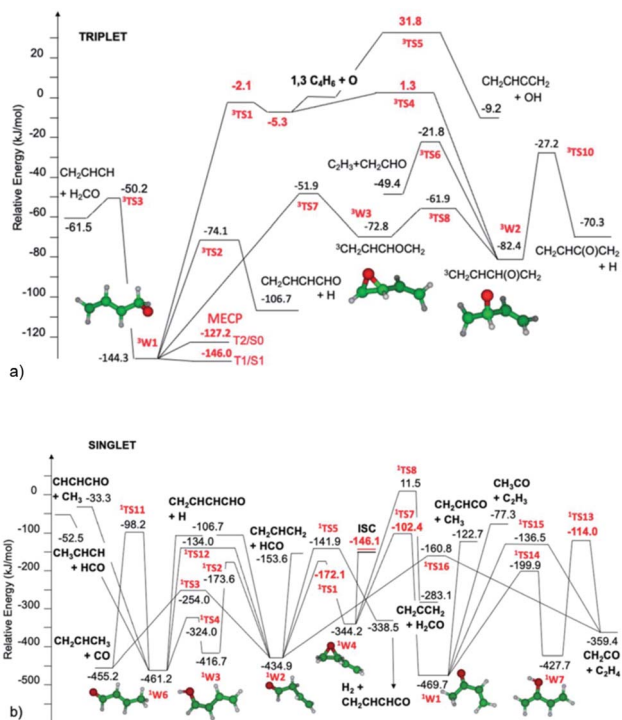 TRIPLET
31.8
³TS5
20
-2.1
1,3 C₄H₆ + O
1.3
CH₂CHCCH₂
+ OH
0
³TS1
-5.3
³TS4
-9.2
-20
-21.8
-27.2
³TS10
CH₂CHCH
+ H₂CO
-50.2
C₂H₃+CH₂CHO
³TS6
-40
³TS3
-51.9
-49.4
-60
-61.5
³TS7
³W3
-61.9
³TS8
³W2
-74.1
-72.8
-82.4
-70.3
-80
³TS2
³CH₂CHCHOCH₂
CH₂CHC(O)CH₂
+ H
-100
CH₂CHCHCHO
+ H
-106.7
³CH₂CHCH(O)CH₂
MECP
-120
³W1
-127.2
T2/S0
-144.3
-146.0
T1/S1
Relative Energy (kJ/mol)
a)
SINGLET
¹TS8
11.5
CHCHCHO
+ CH₃
-33.3
¹TS11
CH₂CHCHCHO
+ H
CH₃CO
+ C₂H₃
0
-98.2
-106.7
CH₂CHCH₂
+ HCO
¹TS5
ISC
-146.1
¹TS7
-102.4
CH₂CHCO
+ CH₃
-77.3
¹TS13
-114.0
-52.5
-134.0
-141.9
-122.7
¹TS15
-136.5
-100
CH₃CHCH
+ HCO
¹TS12
¹TS2
-173.6
-153.6
-172.1
-160.8
¹TS16
¹TS14
-199.9
-200
¹TS3
-254.0
¹TS1
-283.1
-300
¹TS4
-324.0
-344.2
-338.5
CH₂CCH₂
+ H₂CO
CH₂CHCH₃
+ CO
¹W4
-359.4
-400
-416.7
-434.9
-427.7
CH₂CO
+ C₂H₄
-455.2
-461.2
¹W3
¹W2
-469.7
¹W7
-500
¹W6
H₂ +
CH₂CHCHCO
¹W1
Relative Energy (kJ/mol)
b)